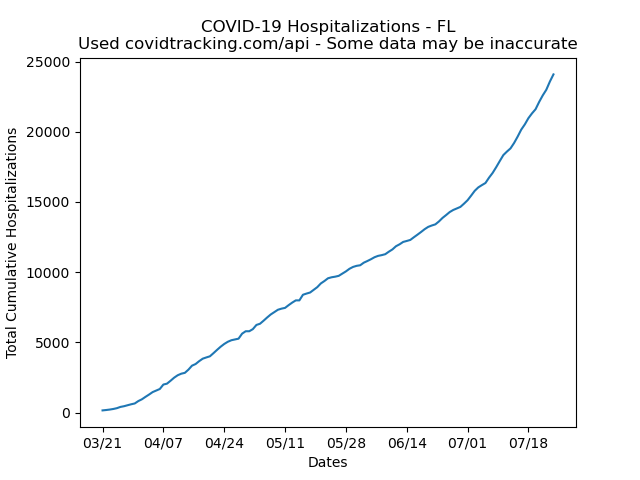 COVID-19 Hospitalizations - FL
Used covidtracking.com/api - Some data may be inaccurate
25000
20000
15000
10000
5000
0
Total Cumulative Hospitalizations
03/21 04/07 04/24 05/11 05/28 06/14 07/01 07/18
Dates